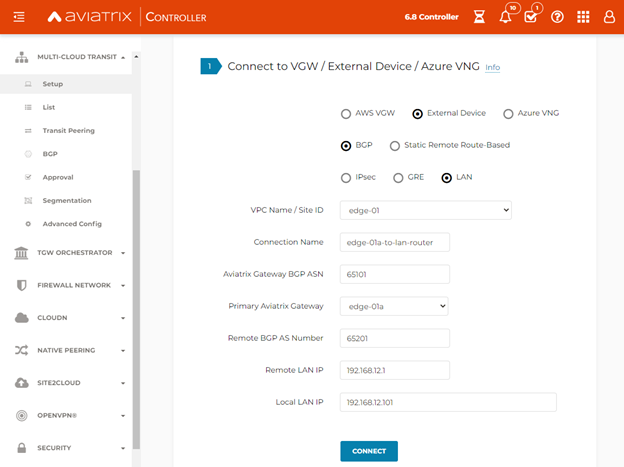 aviatrix CONTROLLER
6.8 Controller
10
1
MULTI-CLOUD TRANSIT
Setup
List
Transit Peering
BGP
Approval
Segmentation
Advanced Config
TGW ORCHESTRATOR
FIREWALL NETWORK
CLOUDN
NATIVE PEERING
SITE2CLOUD
OPENVPN®
SECURITY
1 Connect to VGW / External Device / Azure VNG Info
AWS VGW External Device Azure VNG
BGP Static Remote Route-Based
IPsec GRE LAN
VPC Name / Site ID edge-01
Connection Name edge-01a-to-lan-router
Aviatrix Gateway BGP ASN 65101
Primary Aviatrix Gateway edge-01a
Remote BGP AS Number 65201
Remote LAN IP 192.168.12.1
Local LAN IP 192.168.12.101
CONNECT